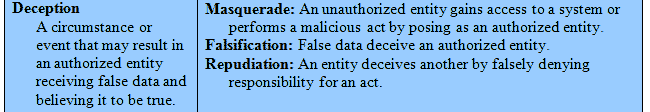 Deception
A circumstance or
event that may result in
an authorized entity
receiving false data and
believing it to be true.
Masquerade: An unauthorized entity gains access to a system or
performs a malicious act by posing as an authorized entity.
Falsification: False data deceive an authorized entity.
Repudiation: An entity deceives another by falsely denying
responsibility for an act.